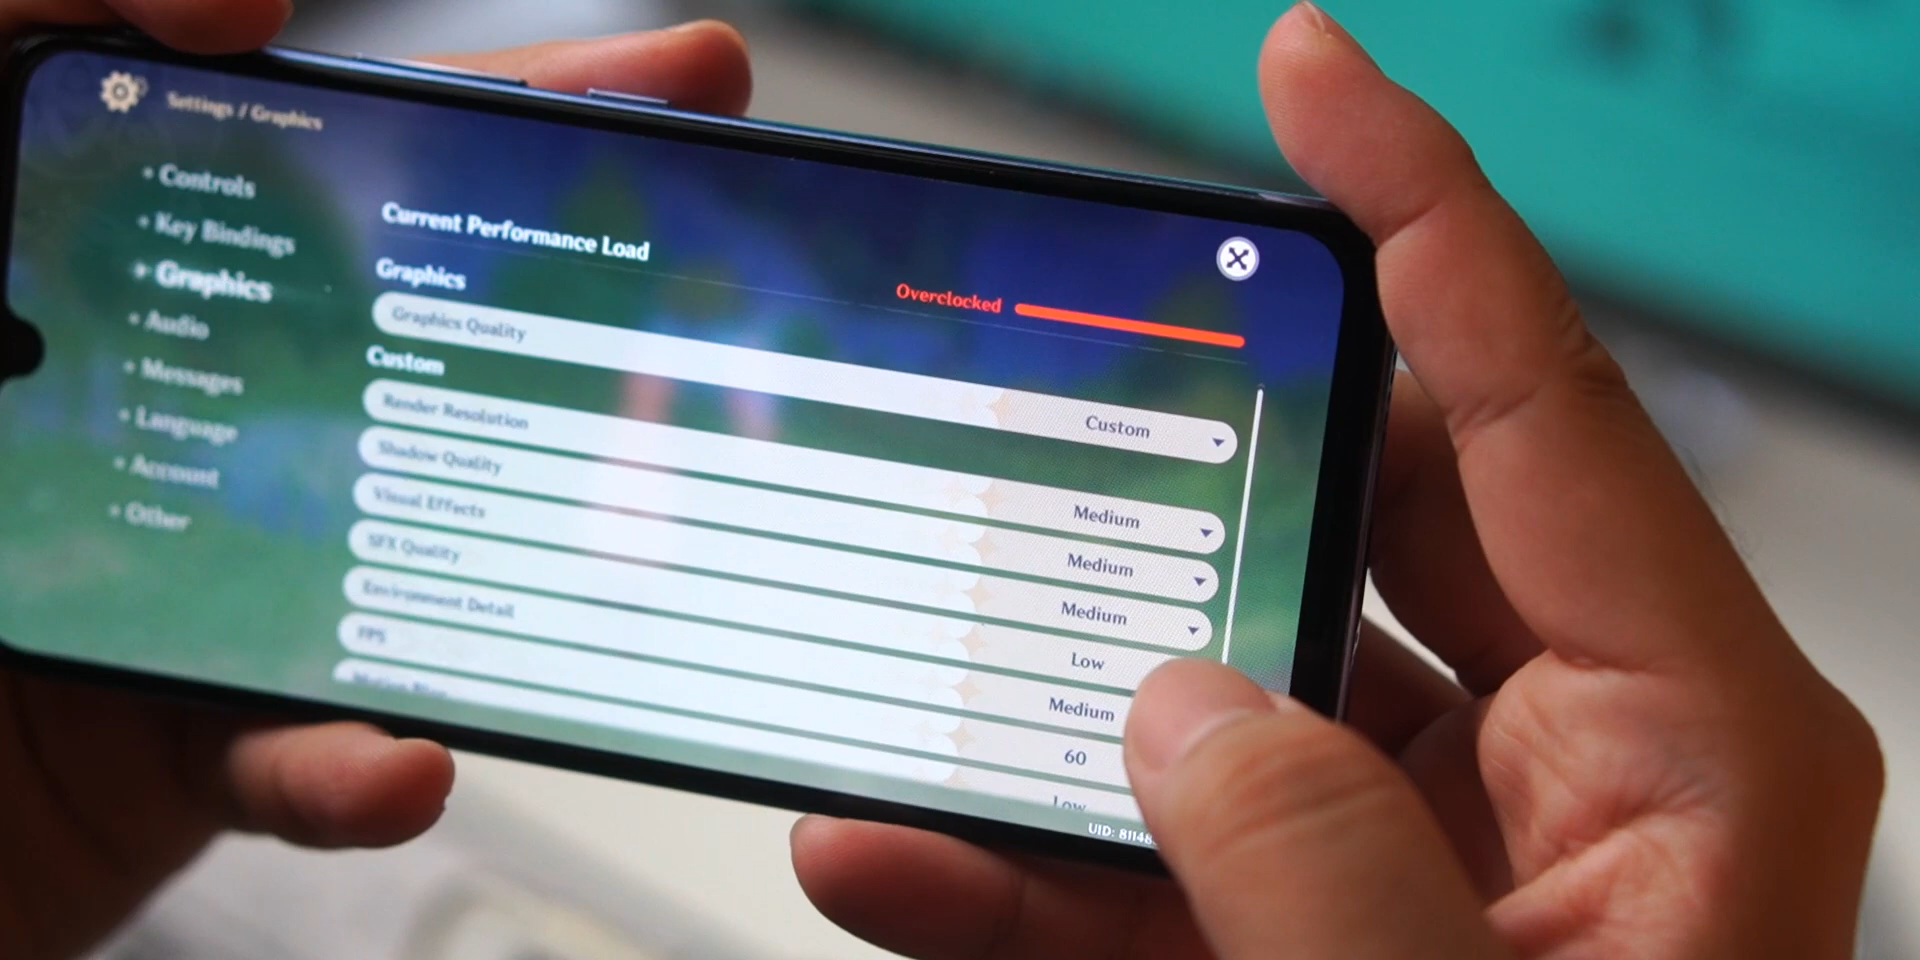 Settings / Graphics
Controls
Key Bindings
Graphics
Audio
Messages
Language
Account
Other
Current Performance Load
Overclocked
Graphics
Graphics Quality
Custom
Custom
Render Resolution
Medium
Shadow Quality
Medium
Visual Effects
Medium
SFX Quality
Low
Environment Detail
Medium
FPS
60
Motion Blur
Low